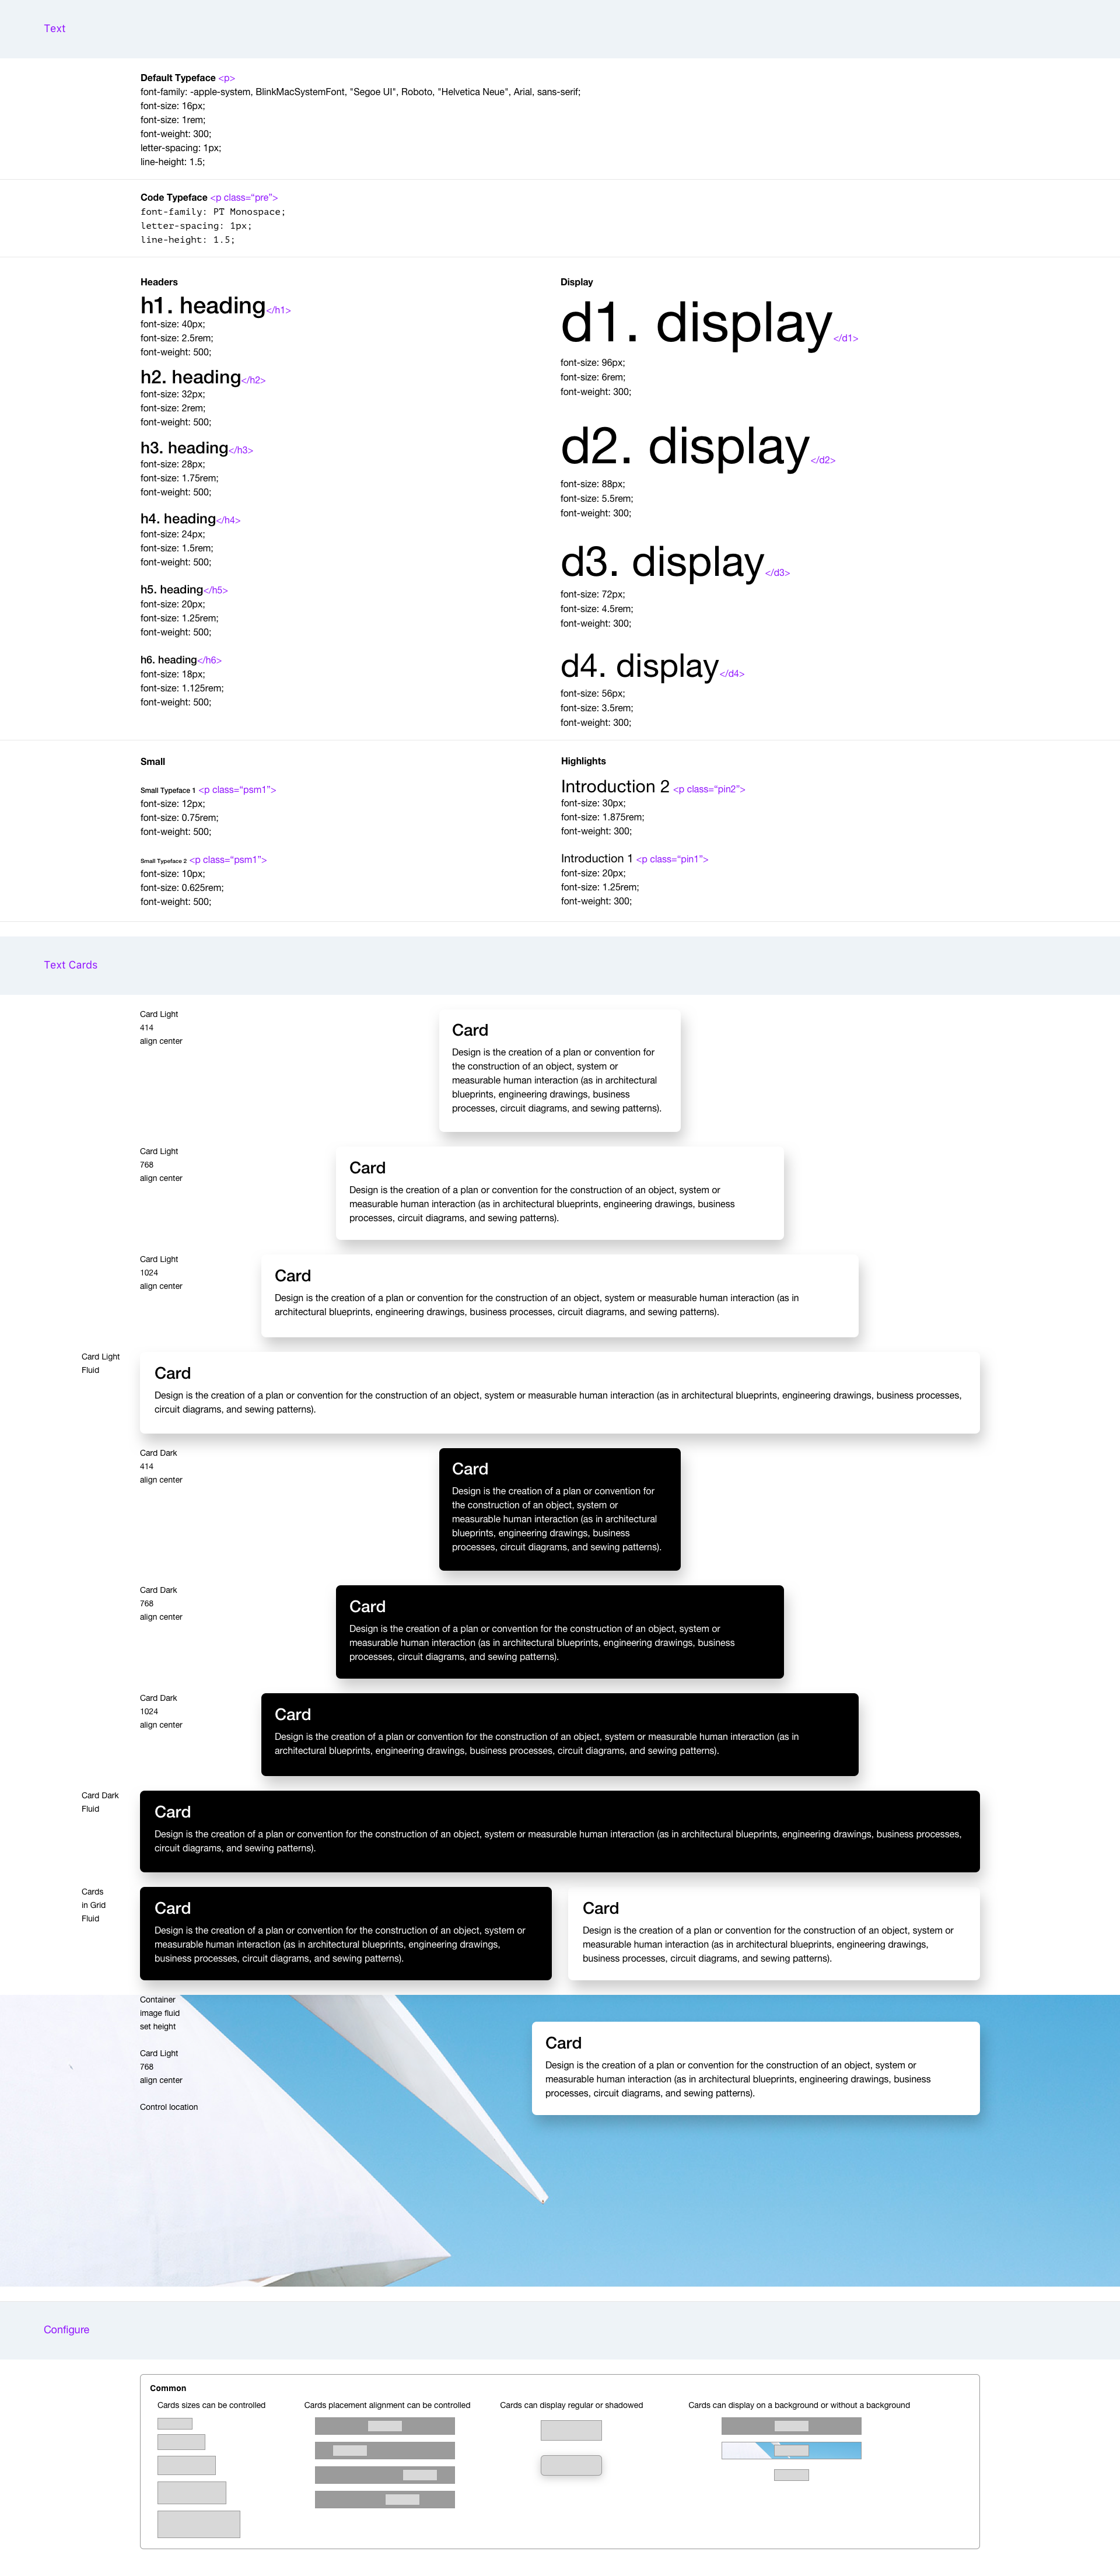 Text
Default Typeface <p>
font-family: -apple-system, BlinkMacSystemFont, "Segoe UI", Roboto, "Helvetica Neue", Arial, sans-serif;
font-size: 16px;
font-size: 1rem;
font-weight: 300;
letter-spacing: 1px;
line-height: 1.5;
Code Typeface <p class=“pre”>
font-family: PT Monospace;
letter-spacing: 1px;
line-height: 1.5;
Headers
h1. heading</h1>
font-size: 40px;
font-size: 2.5rem;
font-weight: 500;
h2. heading</h2>
font-size: 32px;
font-size: 2rem;
font-weight: 500;
h3. heading</h3>
font-size: 28px;
font-size: 1.75rem;
font-weight: 500;
h4. heading</h4>
font-size: 24px;
font-size: 1.5rem;
font-weight: 500;
h5. heading</h5>
font-size: 20px;
font-size: 1.25rem;
font-weight: 500;
h6. heading</h6>
font-size: 18px;
font-size: 1.125rem;
font-weight: 500;
Display
d1. display</d1>
font-size: 96px;
font-size: 6rem;
font-weight: 300;
d2. display</d2>
font-size: 88px;
font-size: 5.5rem;
font-weight: 300;
d3. display</d3>
font-size: 72px;
font-size: 4.5rem;
font-weight: 300;
d4. display</d4>
font-size: 56px;
font-size: 3.5rem;
font-weight: 300;
Small
Small Typeface 1 <p class=“psm1”>
font-size: 12px;
font-size: 0.75rem;
font-weight: 500;
Small Typeface 2 <p class=“psm1”>
font-size: 10px;
font-size: 0.625rem;
font-weight: 500;
Highlights
Introduction 2 <p class=“pin2”>
font-size: 30px;
font-size: 1.875rem;
font-weight: 300;
Introduction 1 <p class=“pin1”>
font-size: 20px;
font-size: 1.25rem;
font-weight: 300;
Text Cards
Card Light
414
align center
Card
Design is the creation of a plan or convention for
the construction of an object, system or
measurable human interaction (as in architectural
blueprints, engineering drawings, business
processes, circuit diagrams, and sewing patterns).
Card Light
768
align center
Card
Design is the creation of a plan or convention for the construction of an object, system or
measurable human interaction (as in architectural blueprints, engineering drawings, business
processes, circuit diagrams, and sewing patterns).
Card Light
1024
align center
Card
Design is the creation of a plan or convention for the construction of an object, system or measurable human interaction (as in
architectural blueprints, engineering drawings, business processes, circuit diagrams, and sewing patterns).
Card Light
Fluid
Card
Design is the creation of a plan or convention for the construction of an object, system or measurable human interaction (as in architectural blueprints, engineering drawings, business processes,
circuit diagrams, and sewing patterns).
Card Dark
414
align center
Card
Design is the creation of a plan or convention for
the construction of an object, system or
measurable human interaction (as in architectural
blueprints, engineering drawings, business
processes, circuit diagrams, and sewing patterns).
Card Dark
768
align center
Card
Design is the creation of a plan or convention for the construction of an object, system or
measurable human interaction (as in architectural blueprints, engineering drawings, business
processes, circuit diagrams, and sewing patterns).
Card Dark
1024
align center
Card
Design is the creation of a plan or convention for the construction of an object, system or measurable human interaction (as in
architectural blueprints, engineering drawings, business processes, circuit diagrams, and sewing patterns).
Card Dark
Fluid
Card
Design is the creation of a plan or convention for the construction of an object, system or measurable human interaction (as in architectural blueprints, engineering drawings, business processes,
circuit diagrams, and sewing patterns).
Cards
in Grid
Fluid
Card
Design is the creation of a plan or convention for the construction of an object, system or
measurable human interaction (as in architectural blueprints, engineering drawings,
business processes, circuit diagrams, and sewing patterns).
Card
Design is the creation of a plan or convention for the construction of an object, system or
measurable human interaction (as in architectural blueprints, engineering drawings,
business processes, circuit diagrams, and sewing patterns).
Container
image fluid
set height
Card Light
768
align center
Control location
Card
Design is the creation of a plan or convention for the construction of an object, system or
measurable human interaction (as in architectural blueprints, engineering drawings, business
processes, circuit diagrams, and sewing patterns).
Configure
Common
Cards sizes can be controlled
Cards placement alignment can be controlled
Cards can display regular or shadowed
Cards can display on a background or without a background